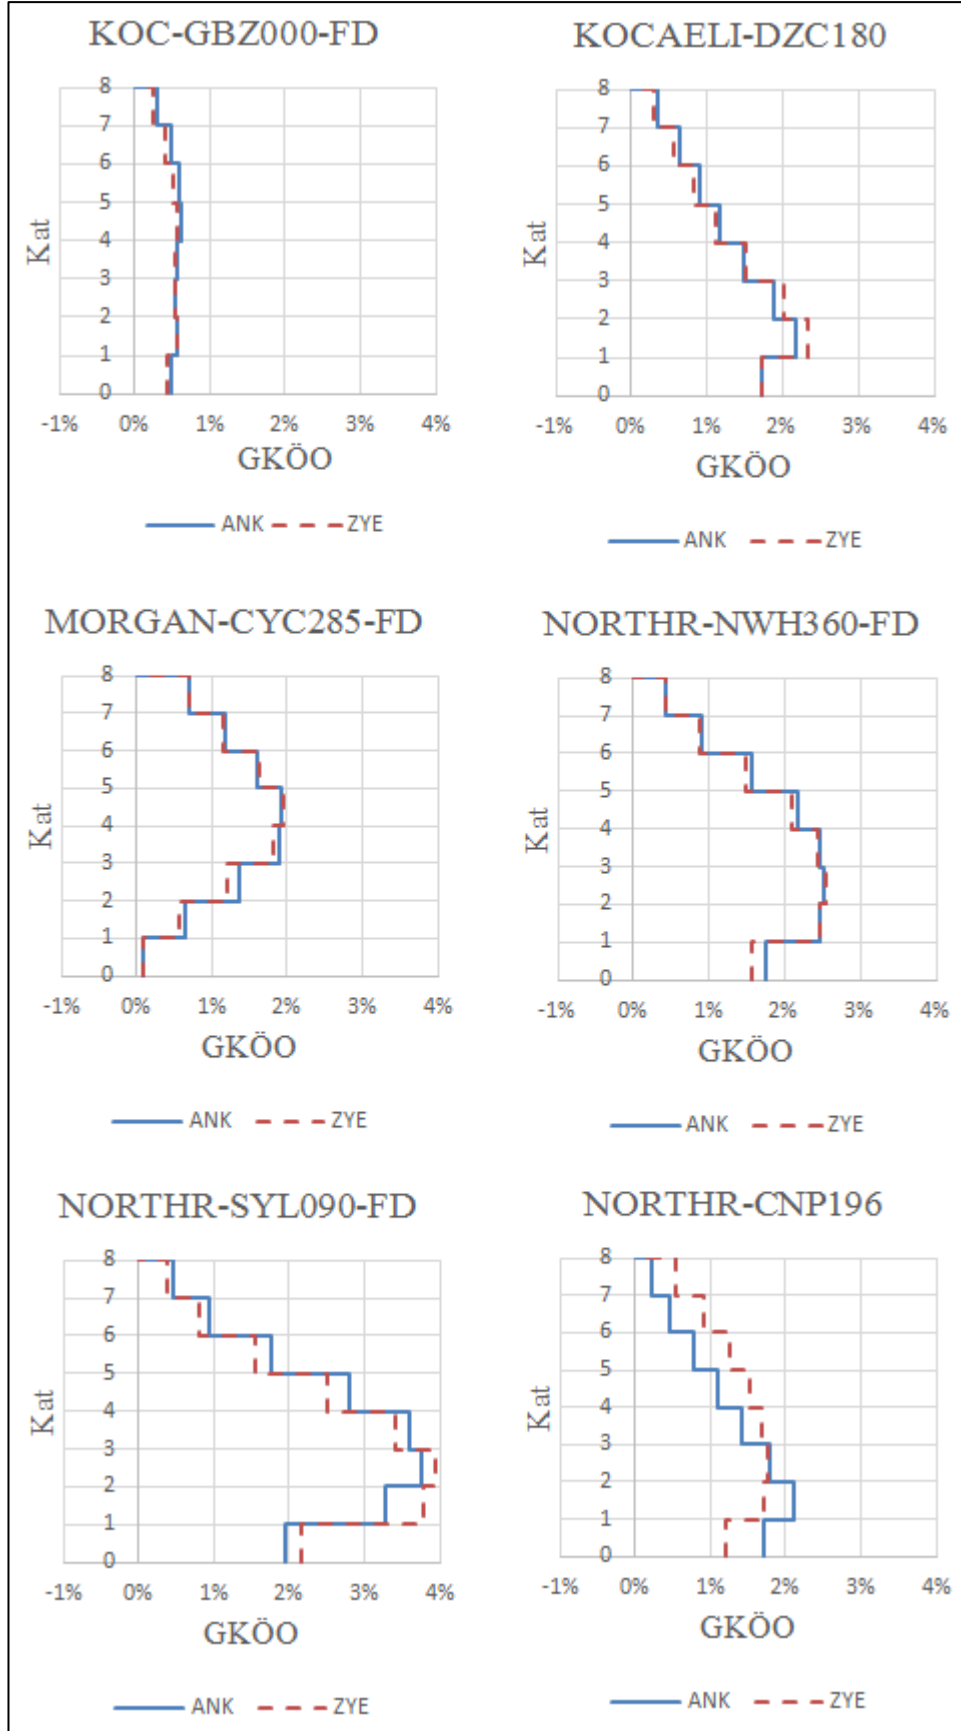 KOC-GBZ000-FD
8
7
6
5
4
3
2
1
0
Kat
-1% 0% 1% 2% 3% 4%
GKÖO
ANK ZYE
KOCAELI-DZC180
8
7
6
5
4
3
2
1
0
Kat
-1% 0% 1% 2% 3% 4%
GKÖO
ANK ZYE
MORGAN-CYC285-FD
8
7
6
5
4
3
2
1
0
Kat
-1% 0% 1% 2% 3% 4%
GKÖO
ANK ZYE
NORTHR-NWH360-FD
8
7
6
5
4
3
2
1
0
Kat
-1% 0% 1% 2% 3% 4%
GKÖO
ANK ZYE
NORTHR-SYL090-FD
8
7
6
5
4
3
2
1
0
Kat
-1% 0% 1% 2% 3% 4%
GKÖO
ANK ZYE
NORTHR-CNP196
8
7
6
5
4
3
2
1
0
Kat
-1% 0% 1% 2% 3% 4%
GKÖO
ANK ZYE